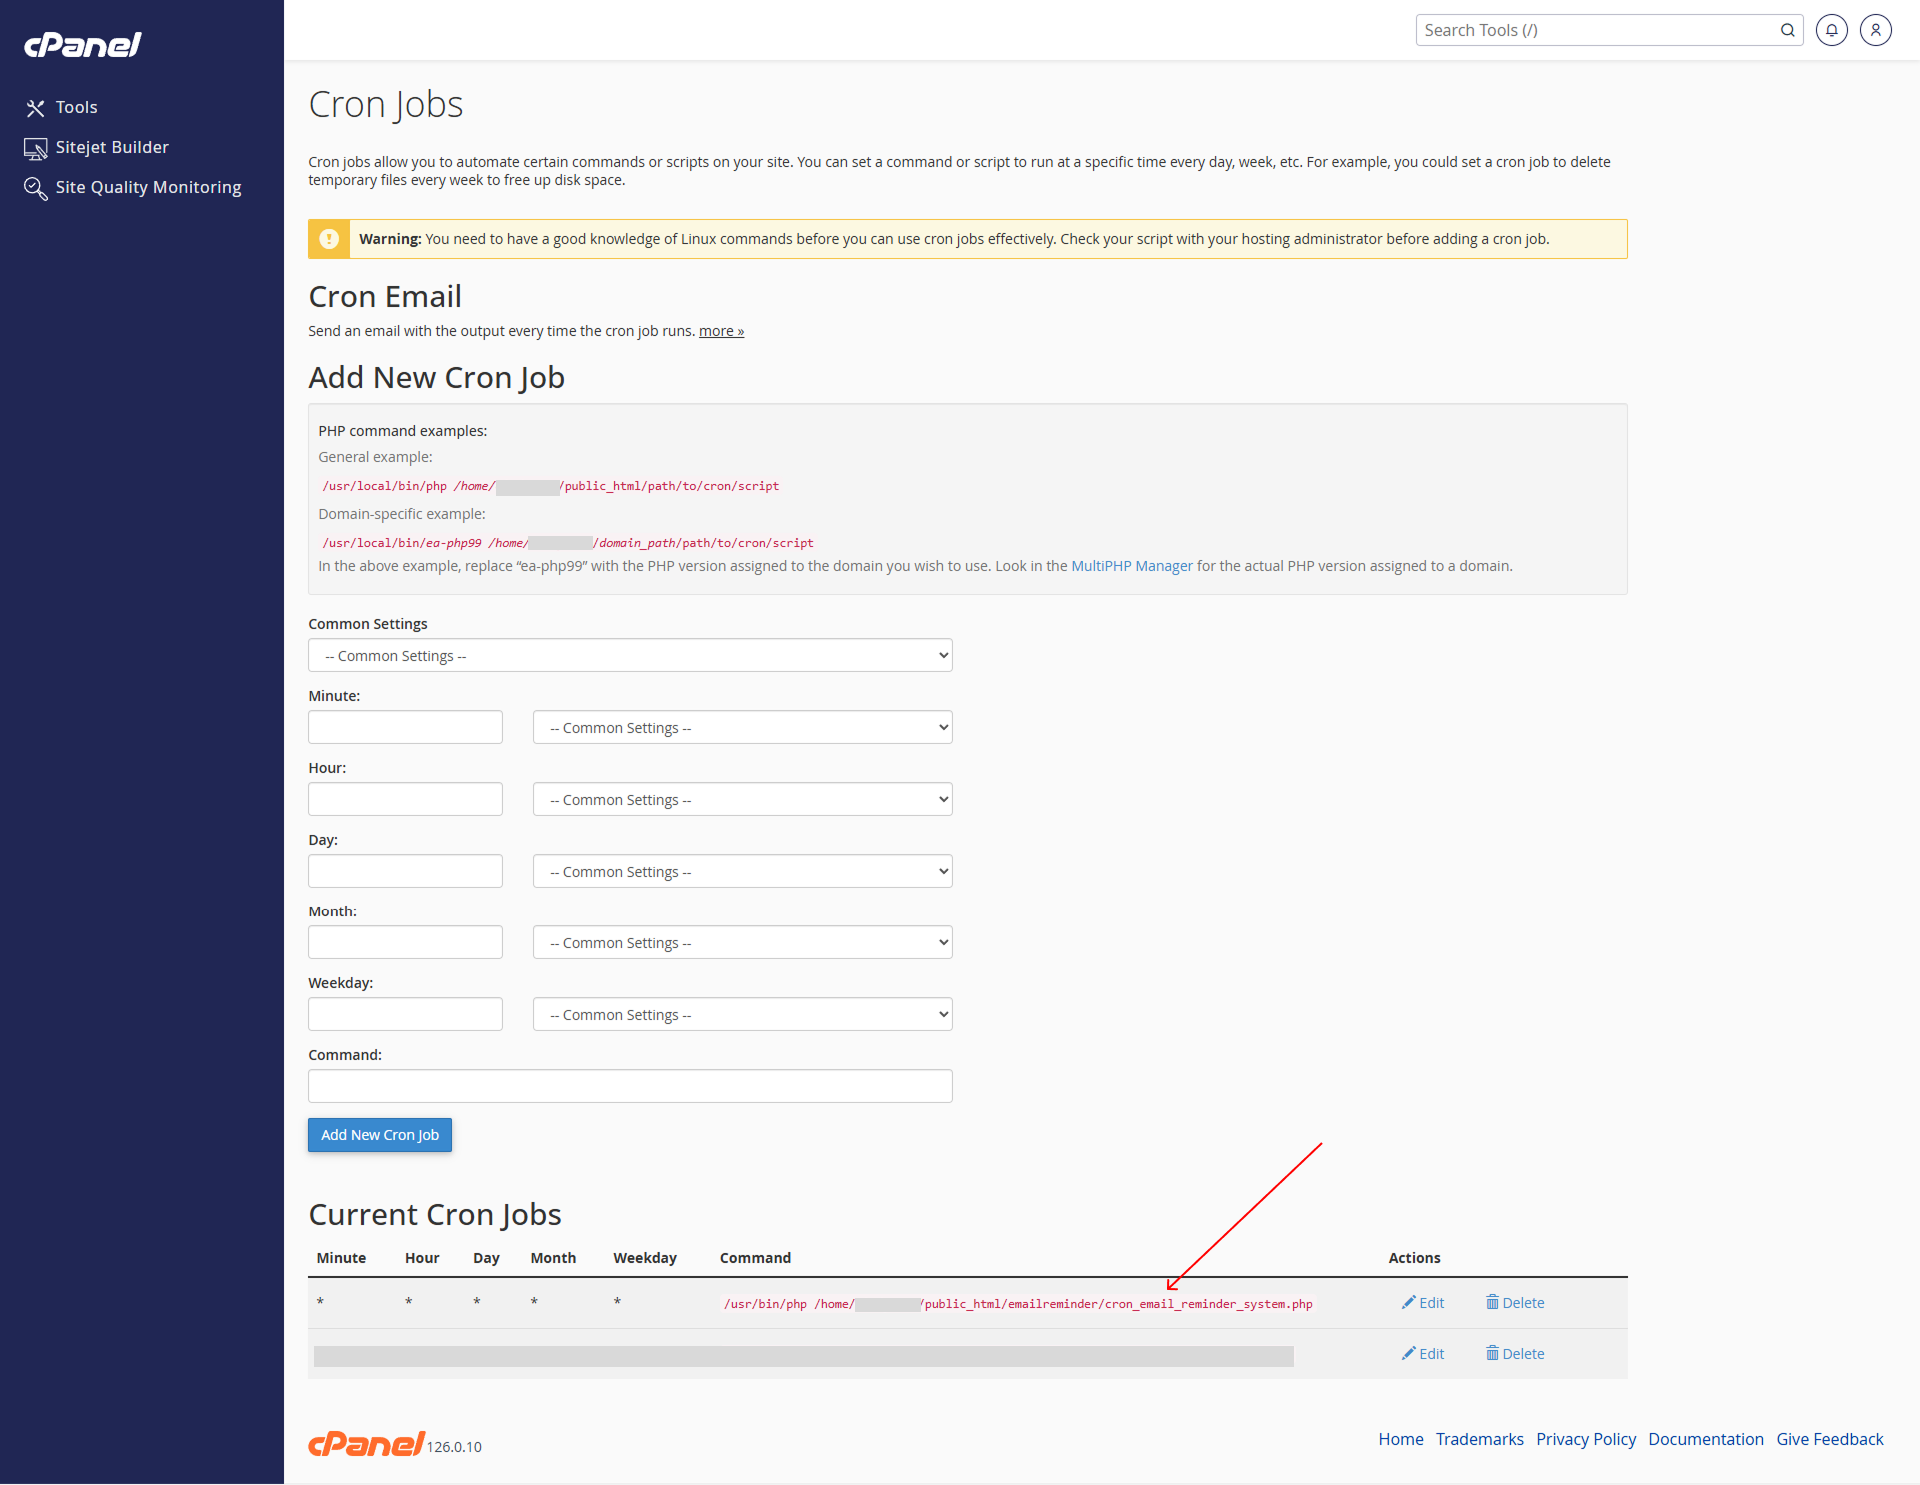 cPanel
Search Tools (/)
Tools
Sitejet Builder
Site Quality Monitoring
Cron Jobs
Cron jobs allow you to automate certain commands or scripts on your site. You can set a command or script to run at a specific time every day, week, etc. For example, you could set a cron job to delete
temporary files every week to free up disk space.
Warning: You need to have a good knowledge of Linux commands before you can use cron jobs effectively. Check your script with your hosting administrator before adding a cron job.
Cron Email
Send an email with the output every time the cron job runs. more »
Add New Cron Job
PHP command examples:
General example:
/usr/local/bin/php /home/ /public_html/path/to/cron/script
Domain-specific example:
/usr/local/bin/ea-php99 /home/ /domain_path/path/to/cron/script
In the above example, replace “ea-php99” with the PHP version assigned to the domain you wish to use. Look in the MultiPHP Manager for the actual PHP version assigned to a domain.
Common Settings
-- Common Settings --
Minute:
-- Common Settings --
Hour:
-- Common Settings --
Day:
-- Common Settings --
Month:
-- Common Settings --
Weekday:
-- Common Settings --
Command:
Add New Cron Job
Current Cron Jobs
Minute Hour Day Month Weekday Command Actions
* * * * * /usr/bin/php /home/ /public_html/emailreminder/cron_email_reminder_system.php Edit Delete
Edit Delete
cPanel 126.0.10
Home Trademarks Privacy Policy Documentation Give Feedback